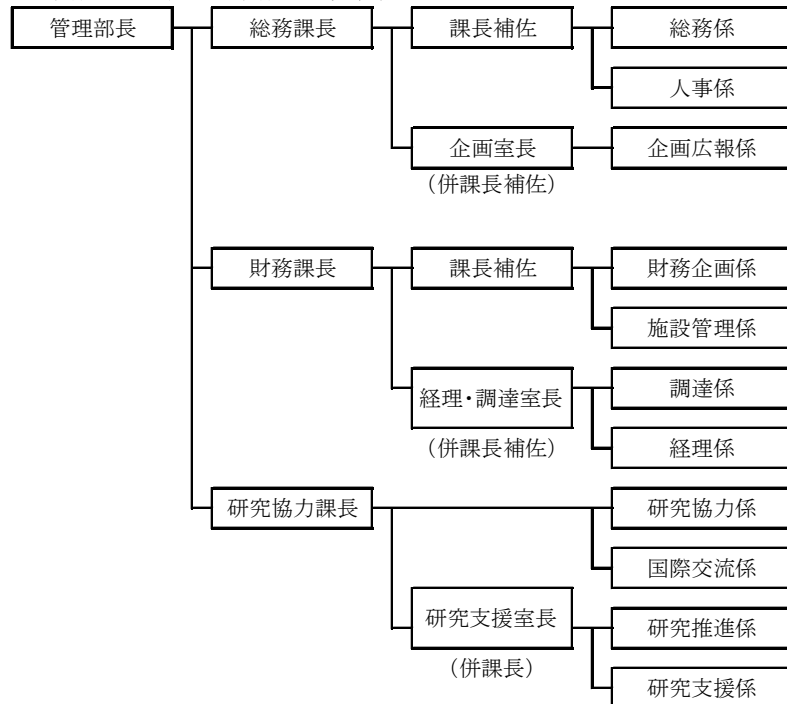 管理部長 総務課長 課長補佐 総務係
人事係
企画室長 企画広報係
（併課長補佐）
財務課長 課長補佐 財務企画係
施設管理係
経理・調達室長 調達係
（併課長補佐） 経理係
研究協力課長 研究協力係
国際交流係
研究支援室長 研究推進係
（併課長） 研究支援係